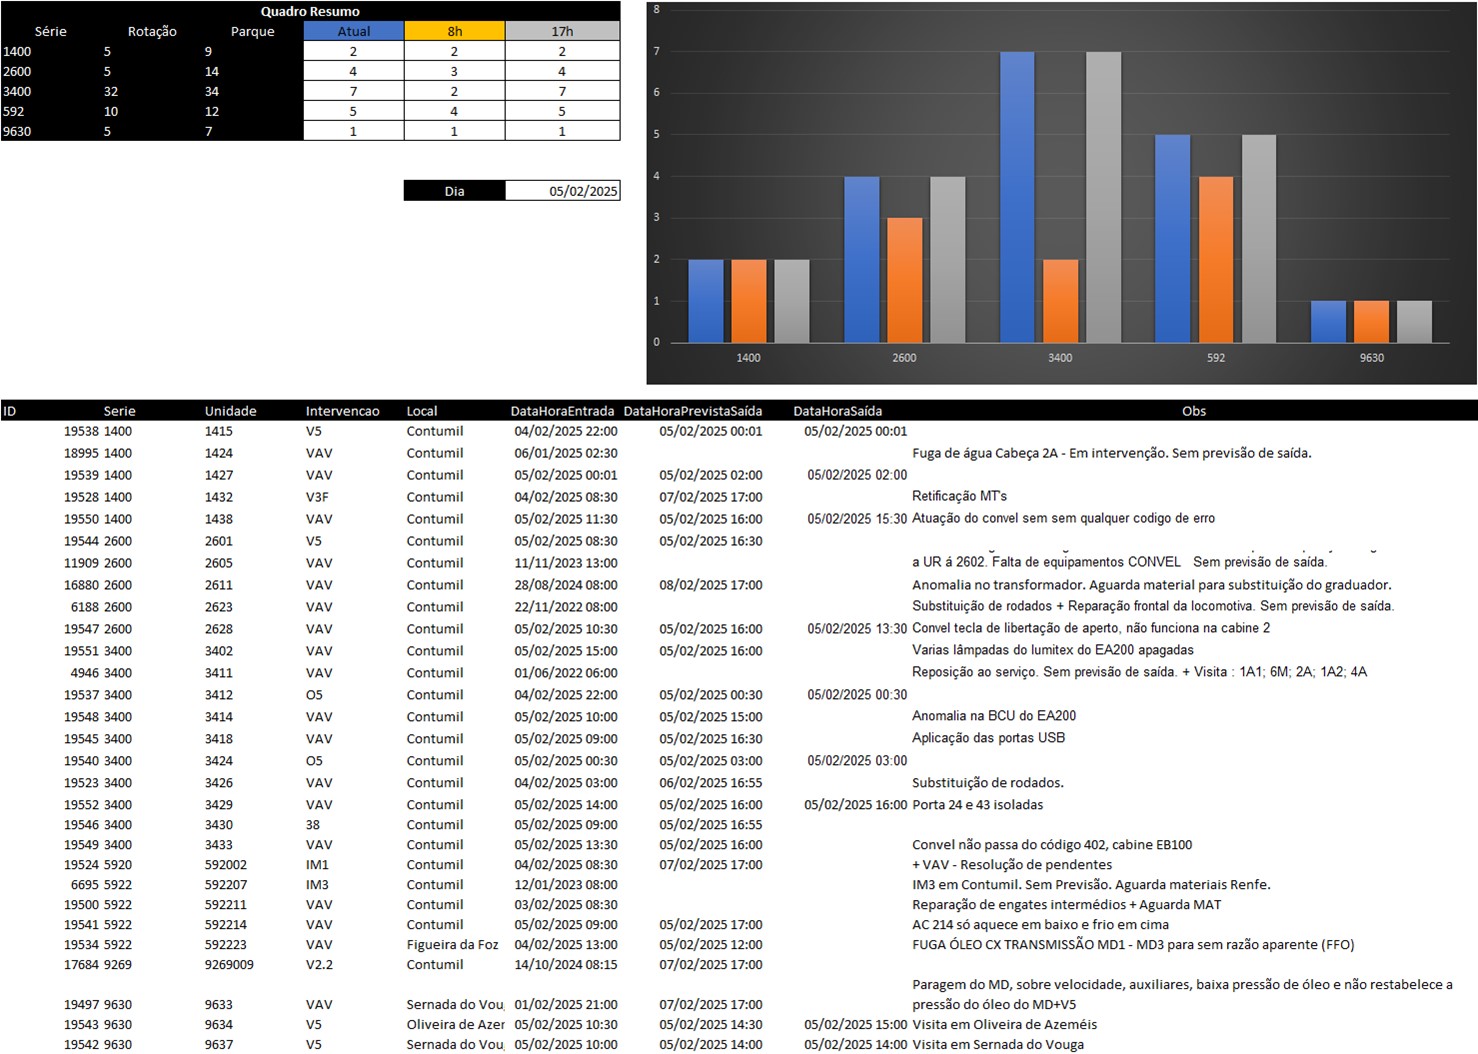 Quadro Resumo
Série Rotação Parque Atual 8h 17h
1400 5 9 2 2 2
2600 5 14 4 3 4
3400 32 34 7 2 7
592 10 12 5 4 5
9630 5 7 1 1 1
Dia 05/02/2025
8
7
6
5
4
3
2
1
0
1400 2600 3400 592 9630
ID Serie Unidade Intervencao Local DataHoraEntrada DataHoraPrevistaSaída DataHoraSaída Obs
19538 1400 1415 V5 Contumil 04/02/2025 22:00 05/02/2025 00:01 05/02/2025 00:01
18995 1400 1424 VAV Contumil 06/01/2025 02:30 Fuga de água Cabeça 2A - Em intervenção. Sem previsão de saída.
19539 1400 1427 VAV Contumil 05/02/2025 00:01 05/02/2025 02:00 05/02/2025 02:00
19528 1400 1432 V3F Contumil 04/02/2025 08:30 07/02/2025 17:00 Retificação MT's
19550 1400 1438 VAV Contumil 05/02/2025 11:30 05/02/2025 16:00 05/02/2025 15:30 Atuação do convel sem sem qualquer codigo de erro
19544 2600 2601 V5 Contumil 05/02/2025 08:30 05/02/2025 16:30
11909 2600 2605 VAV Contumil 11/11/2023 13:00 a UR á 2602. Falta de equipamentos CONVEL Sem previsão de saída.
16880 2600 2611 VAV Contumil 28/08/2024 08:00 08/02/2025 17:00 Anomalia no transformador. Aguarda material para substituição do graduador.
6188 2600 2623 VAV Contumil 22/11/2022 08:00 Substituição de rodados + Reparação frontal da locomotiva. Sem previsão de saída.
19547 2600 2628 VAV Contumil 05/02/2025 10:30 05/02/2025 16:00 05/02/2025 13:30 Convel tecla de libertação de aperto, não funciona na cabine 2
19551 3400 3402 VAV Contumil 05/02/2025 15:00 05/02/2025 16:00 Varias lâmpadas do lumitex do EA200 apagadas
4946 3400 3411 VAV Contumil 01/06/2022 06:00 Reposição ao serviço. Sem previsão de saída. + Visita : 1A1; 6M; 2A; 1A2; 4A
19537 3400 3412 O5 Contumil 04/02/2025 22:00 05/02/2025 00:30 05/02/2025 00:30
19548 3400 3414 VAV Contumil 05/02/2025 10:00 05/02/2025 15:00 Anomalia na BCU do EA200
19545 3400 3418 VAV Contumil 05/02/2025 09:00 05/02/2025 16:30 Aplicação das portas USB
19540 3400 3424 O5 Contumil 05/02/2025 00:30 05/02/2025 03:00 05/02/2025 03:00
19523 3400 3426 VAV Contumil 04/02/2025 03:00 06/02/2025 16:55 Substituição de rodados.
19552 3400 3429 VAV Contumil 05/02/2025 14:00 05/02/2025 16:00 05/02/2025 16:00 Porta 24 e 43 isoladas
19546 3400 3430 38 Contumil 05/02/2025 09:00 05/02/2025 16:55
19549 3400 3433 VAV Contumil 05/02/2025 13:30 05/02/2025 16:00 Convel não passa do código 402, cabine EB100
19524 5920 592002 IM1 Contumil 04/02/2025 08:30 07/02/2025 17:00 + VAV - Resolução de pendentes
6695 5922 592207 IM3 Contumil 12/01/2023 08:00 IM3 em Contumil. Sem Previsão. Aguarda materiais Renfe.
19500 5922 592211 VAV Contumil 03/02/2025 08:30 Reparação de engates intermédios + Aguarda MAT
19541 5922 592214 VAV Contumil 05/02/2025 09:00 05/02/2025 17:00 AC 214 só aquece em baixo e frio em cima
19534 5922 592223 VAV Figueira da Foz 04/02/2025 13:00 05/02/2025 12:00 FUGA ÓLEO CX TRANSMISSÃO MD1 - MD3 para sem razão aparente (FFO)
17684 9269 9269009 V2.2 Contumil 14/10/2024 08:15 07/02/2025 17:00
Paragem do MD, sobre velocidade, auxiliares, baixa pressão de óleo e não restabelece a
19497 9630 9633 VAV Sernada do Vou 01/02/2025 21:00 07/02/2025 17:00 pressão do óleo do MD+V5
19543 9630 9634 V5 Oliveira de Azer 05/02/2025 10:30 05/02/2025 14:30 05/02/2025 15:00 Visita em Oliveira de Azeméis
19542 9630 9637 V5 Sernada do Vou 05/02/2025 10:00 05/02/2025 14:00 05/02/2025 14:00 Visita em Sernada do Vouga